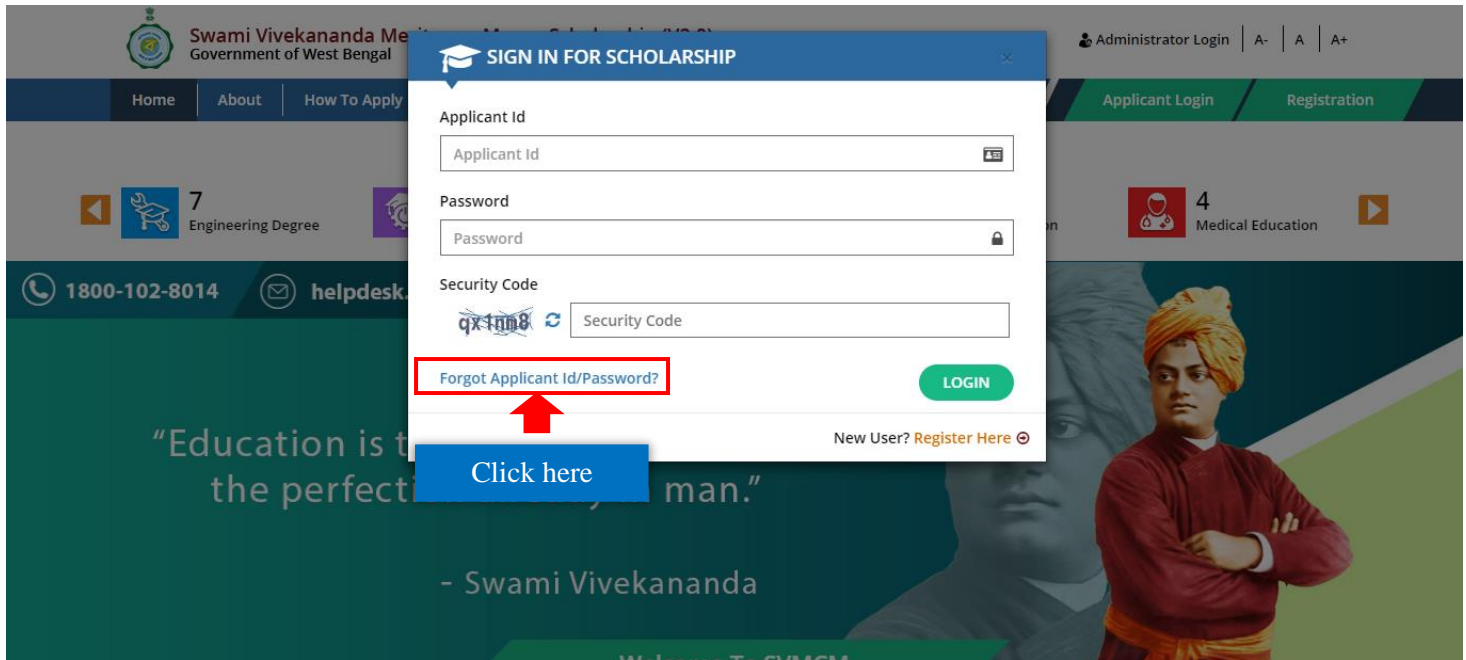 Swami Vivekananda
Government of West Bengal
Administrator Login A- A A+
SIGN IN FOR SCHOLARSHIP
Home About How To Apply Applicant Login Registration
Applicant Id
Applicant Id
Password
Password
7
Engineering Degree
4
Medical Education
1800-102-8014 helpdesk.
Security Code
qx1nm8 Security Code
Forgot Applicant Id/Password?
LOGIN
New User? Register Here
Click here
“Education is t
the perfecti man.”
- Swami Vivekananda